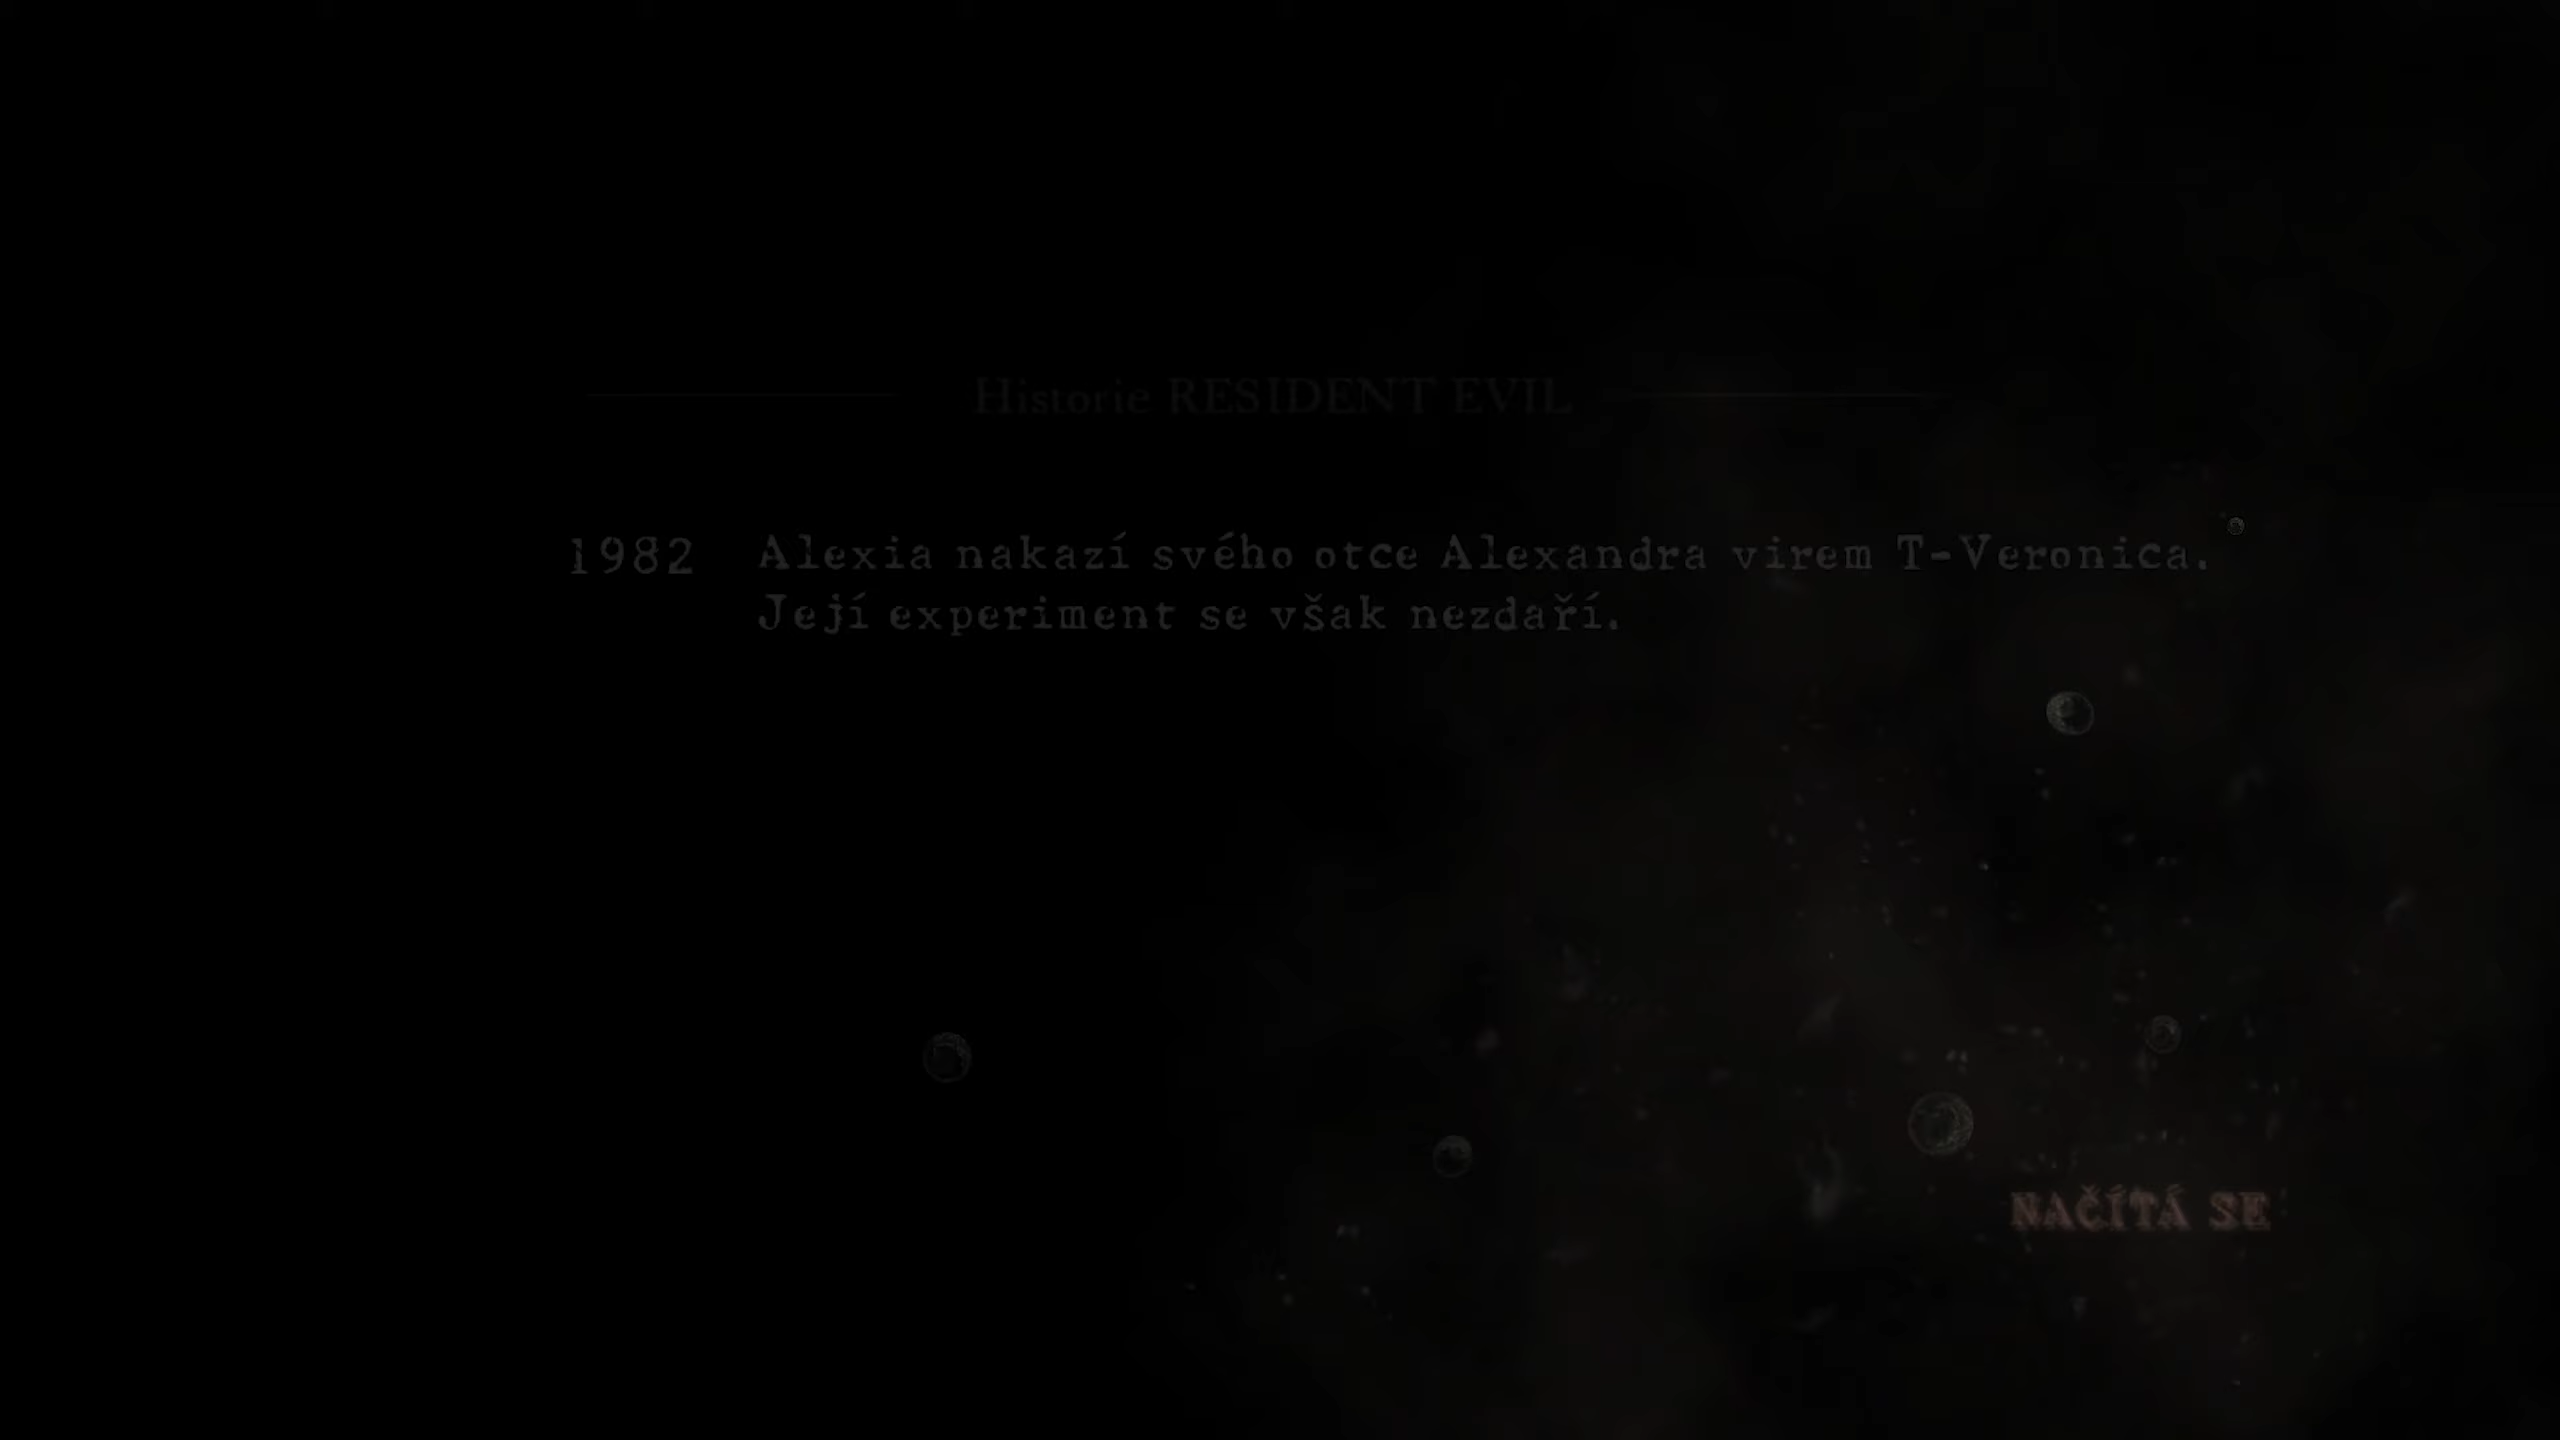 Historie RESIDENT EVIL
1982 Alexia nakazí svého otce Alexandra virem T-Veronica.
Její experiment se však nezdaří.
NAČÍTÁ SE